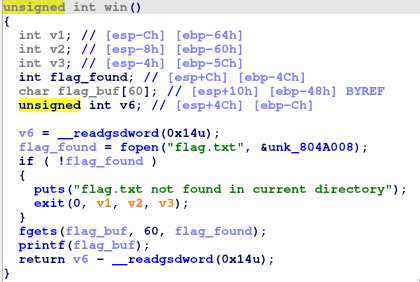 unsigned int win()
{
int v1; // [esp-Ch] [ebp-64h]
int v2; // [esp-8h] [ebp-60h]
int v3; // [esp-4h] [ebp-5Ch]
int flag_found; // [esp+Ch] [ebp-4Ch]
char flag_buf[60]; // [esp+10h] [ebp-48h] BYREF
unsigned int v6; // [esp+4Ch] [ebp-Ch]
v6 = __readgsdword(0x14u);
flag_found = fopen("flag.txt", &unk_804A008);
if ( !flag_found )
{
puts("flag.txt not found in current directory");
exit(0, v1, v2, v3);
}
fgets(flag_buf, 60, flag_found);
printf(flag_buf);
return v6 - __readgsdword(0x14u);
}